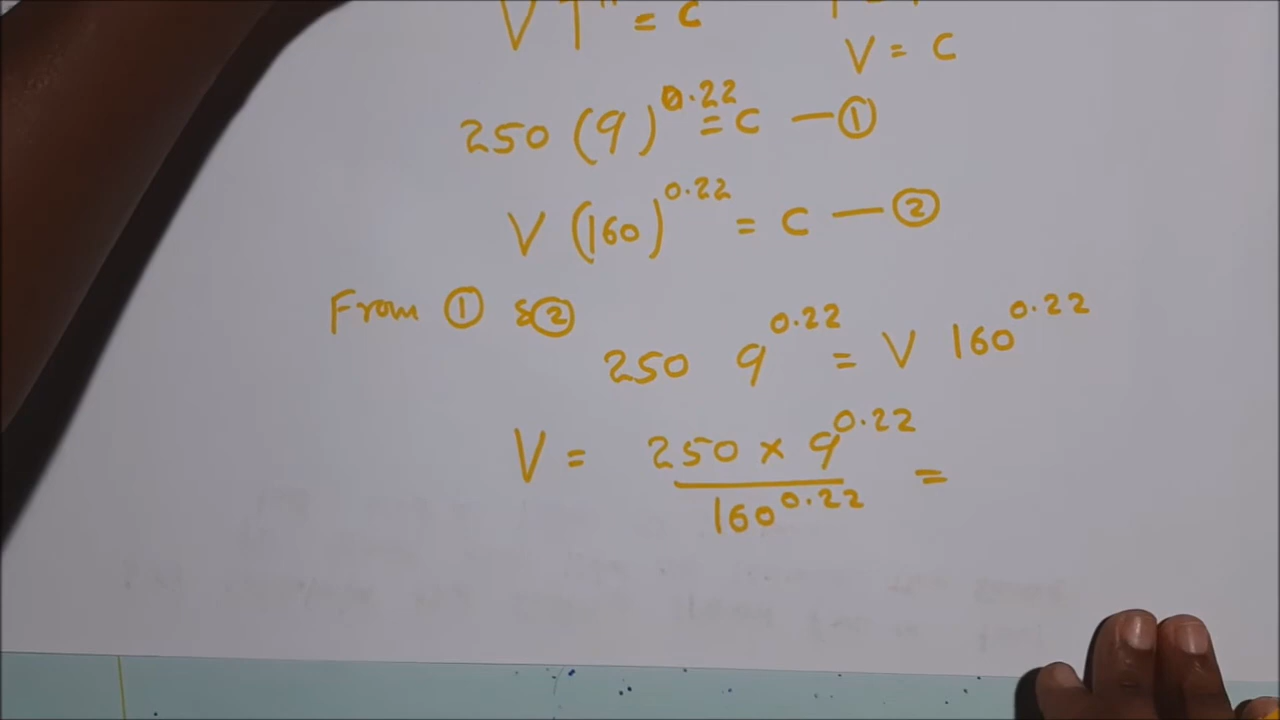 V T^n = C
V = C
250 (9)^0.22 = C — ①
V (160)^0.22 = C — ②
From ① & ②
250 9^0.22 = V 160^0.22
V = 250 × 9^0.22 / 160^0.22 =